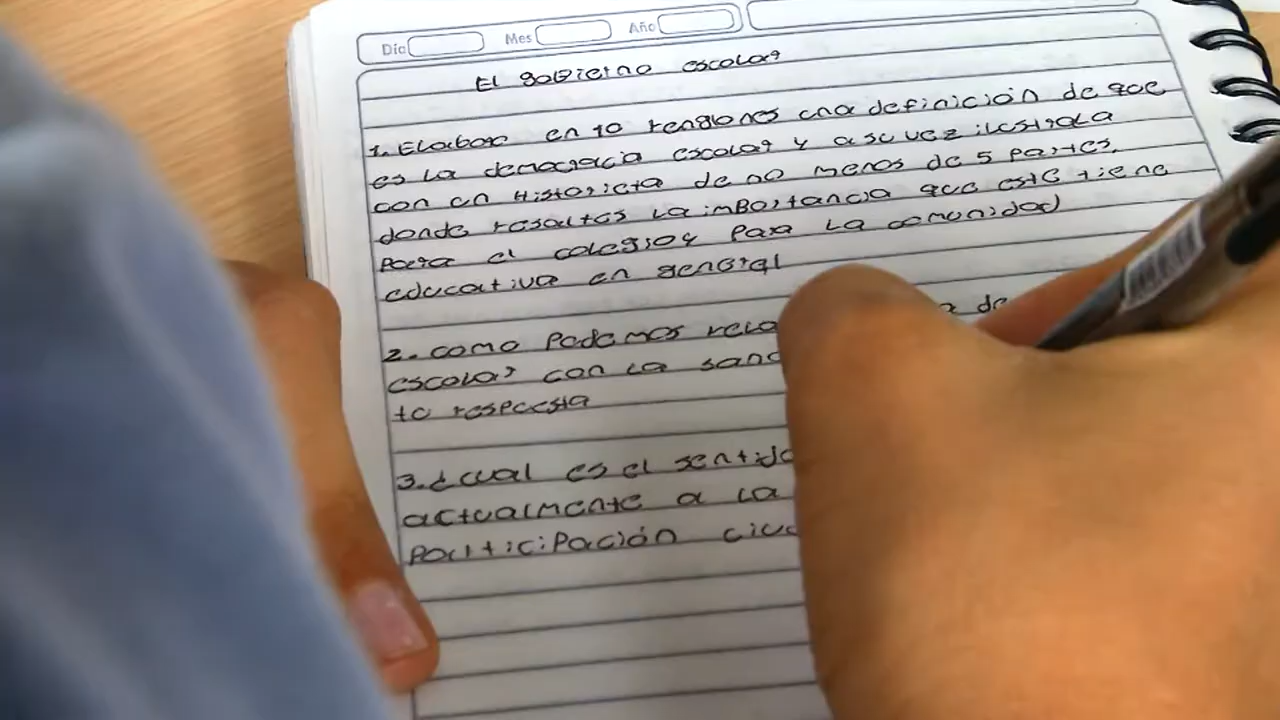 Día Mes Año
El gobierno escolar
1. Elabora en 10 renglones una definición de que
es la democracia escolar y a su vez ilustrala
con un Historieta de no menos de 5 partes,
donde resaltes la importancia que este tiene
para el colegio y para la comunidad
educativa en general
2. como podemos de
escolar con la
tu respuesta
3. ¿cual es el sentido
actualmente a la
participación